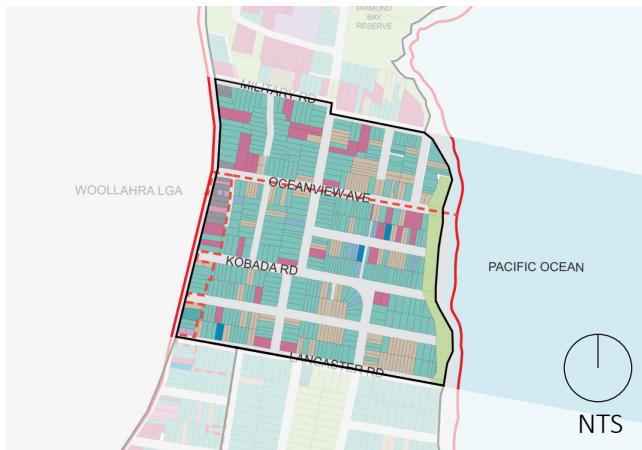 DIAMOND
BAY
RESERVE
MILITARY RD
WOOLLAHRA LGA
OCEANVIEW AVE
KOBADA RD
PACIFIC OCEAN
LANCASTER RD
NTS